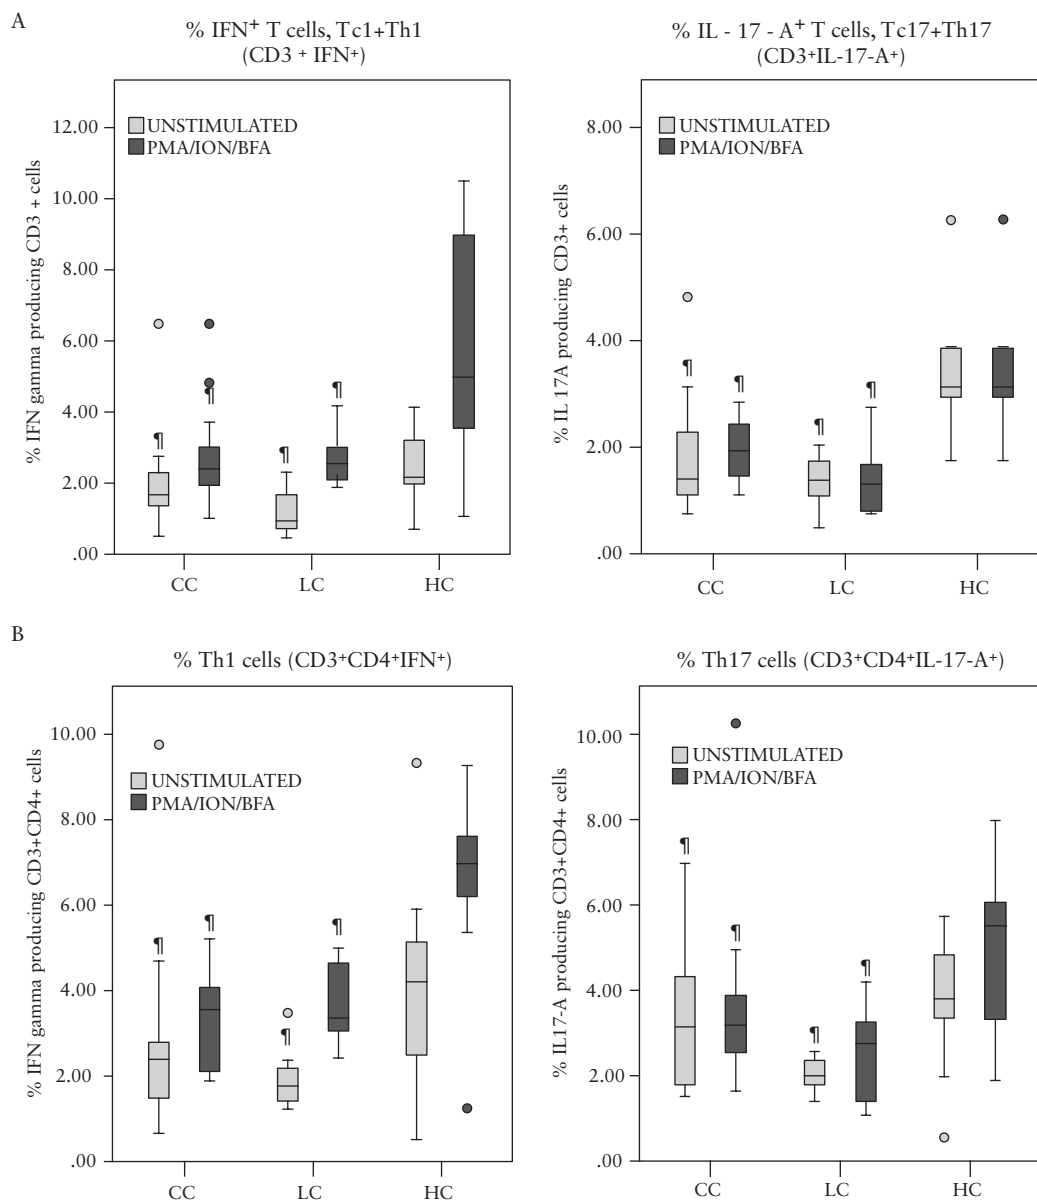 A
% IFN⁺ T cells, Tc1+Th1
(CD3 ⁺ IFN⁺)
% IFN gamma producing CD3 + cells
12.00
10.00
8.00
6.00
4.00
2.00
.00
UNSTIMULATED
PMA/ION/BFA
¶
¶
¶
¶
CC
LC
HC
% IL - 17 - A⁺ T cells, Tc17+Th17
(CD3⁺IL-17-A⁺)
% IL 17A producing CD3+ cells
8.00
6.00
4.00
2.00
.00
UNSTIMULATED
PMA/ION/BFA
¶
¶
¶
¶
CC
LC
HC
B
% Th1 cells (CD3⁺CD4⁺IFN⁺)
% IFN gamma producing CD3+CD4+ cells
10.00
8.00
6.00
4.00
2.00
.00
UNSTIMULATED
PMA/ION/BFA
¶
¶
¶
¶
CC
LC
HC
% Th17 cells (CD3⁺CD4⁺IL-17-A⁺)
% IL17-A producing CD3+CD4+ cells
10.00
8.00
6.00
4.00
2.00
.00
UNSTIMULATED
PMA/ION/BFA
¶
¶
¶
¶
CC
LC
HC